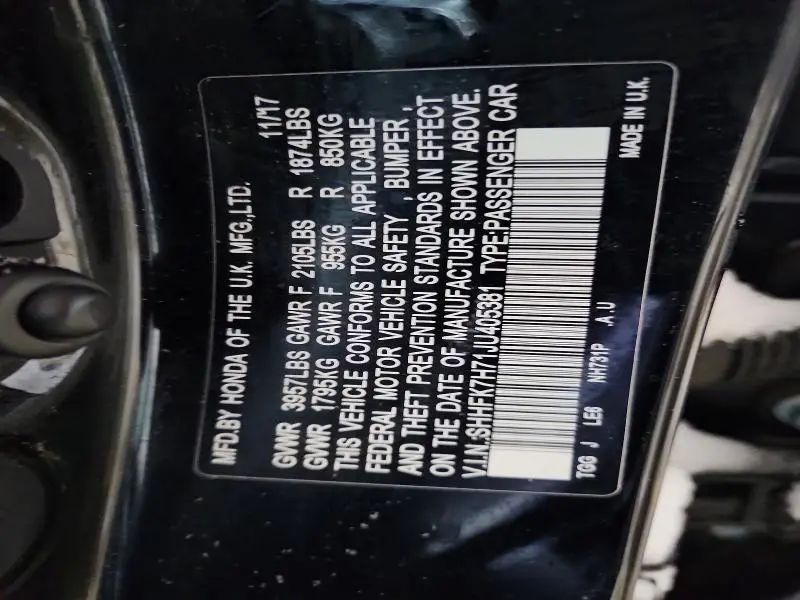 MFD.BY HONDA OF THE U.K. MFG.,LTD. 11/17
GVWR 3957LBS GAWR F 2105LBS R 1874LBS
GVWR 1795KG GAWR F 955KG R 850KG
THIS VEHICLE CONFORMS TO ALL APPLICABLE
FEDERAL MOTOR VEHICLE SAFETY , BUMPER ,
AND THEFT PREVENTION STANDARDS IN EFFECT
ON THE DATE OF MANUFACTURE SHOWN ABOVE.
V.I.N.:SHHFK7H71JU405381 TYPE:PASSENGER CAR
TGG J LE6 NH731P .A.U MADE IN U.K.